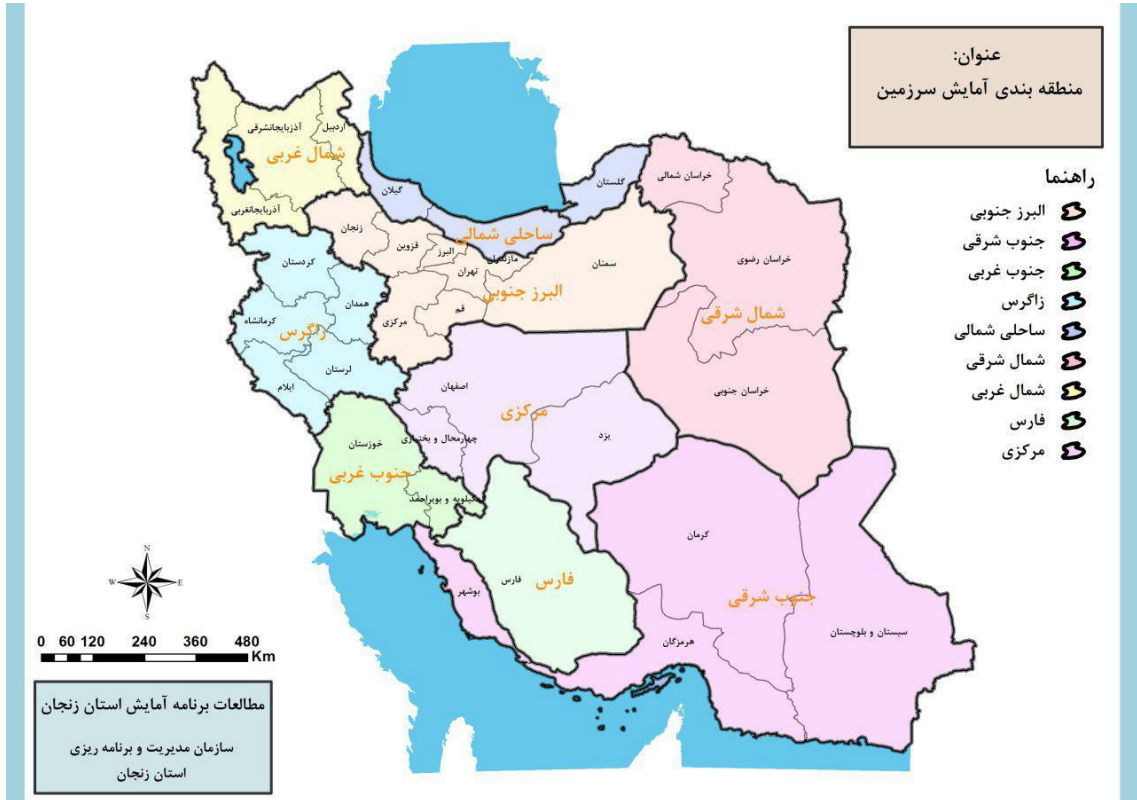 عنوان:
منطقه بندی آمایش سرزمین
راهنما
البرز جنوبی
جنوب شرقی
جنوب غربی
زاگرس
ساحلی شمالی
شمال شرقی
شمال غربی
فارس
مرکزی
اردبیل
آذربایجانشرقی
شمال غربی
آذربایجانغربی
گیلان
گلستان
ساحلی شمالی
مازندران
خراسان شمالی
خراسان رضوی
شمال شرقی
خراسان جنوبی
زنجان
قزوین
البرز
تهران
سمنان
البرز جنوبی
قم
مرکزی
کردستان
همدان
کرمانشاه
زاگرس
لرستان
ایلام
اصفهان
مرکزی
یزد
چهارمحال و بختیاری
خوزستان
جنوب غربی
کهگیلویه و بویراحمد
فارس
فارس
بوشهر
کرمان
جنوب شرقی
هرمزگان
سیستان و بلوچستان
N
W
E
S
0 60 120 240 360 480
Km
مطالعات برنامه آمایش استان زنجان
سازمان مدیریت و برنامه ریزی
استان زنجان